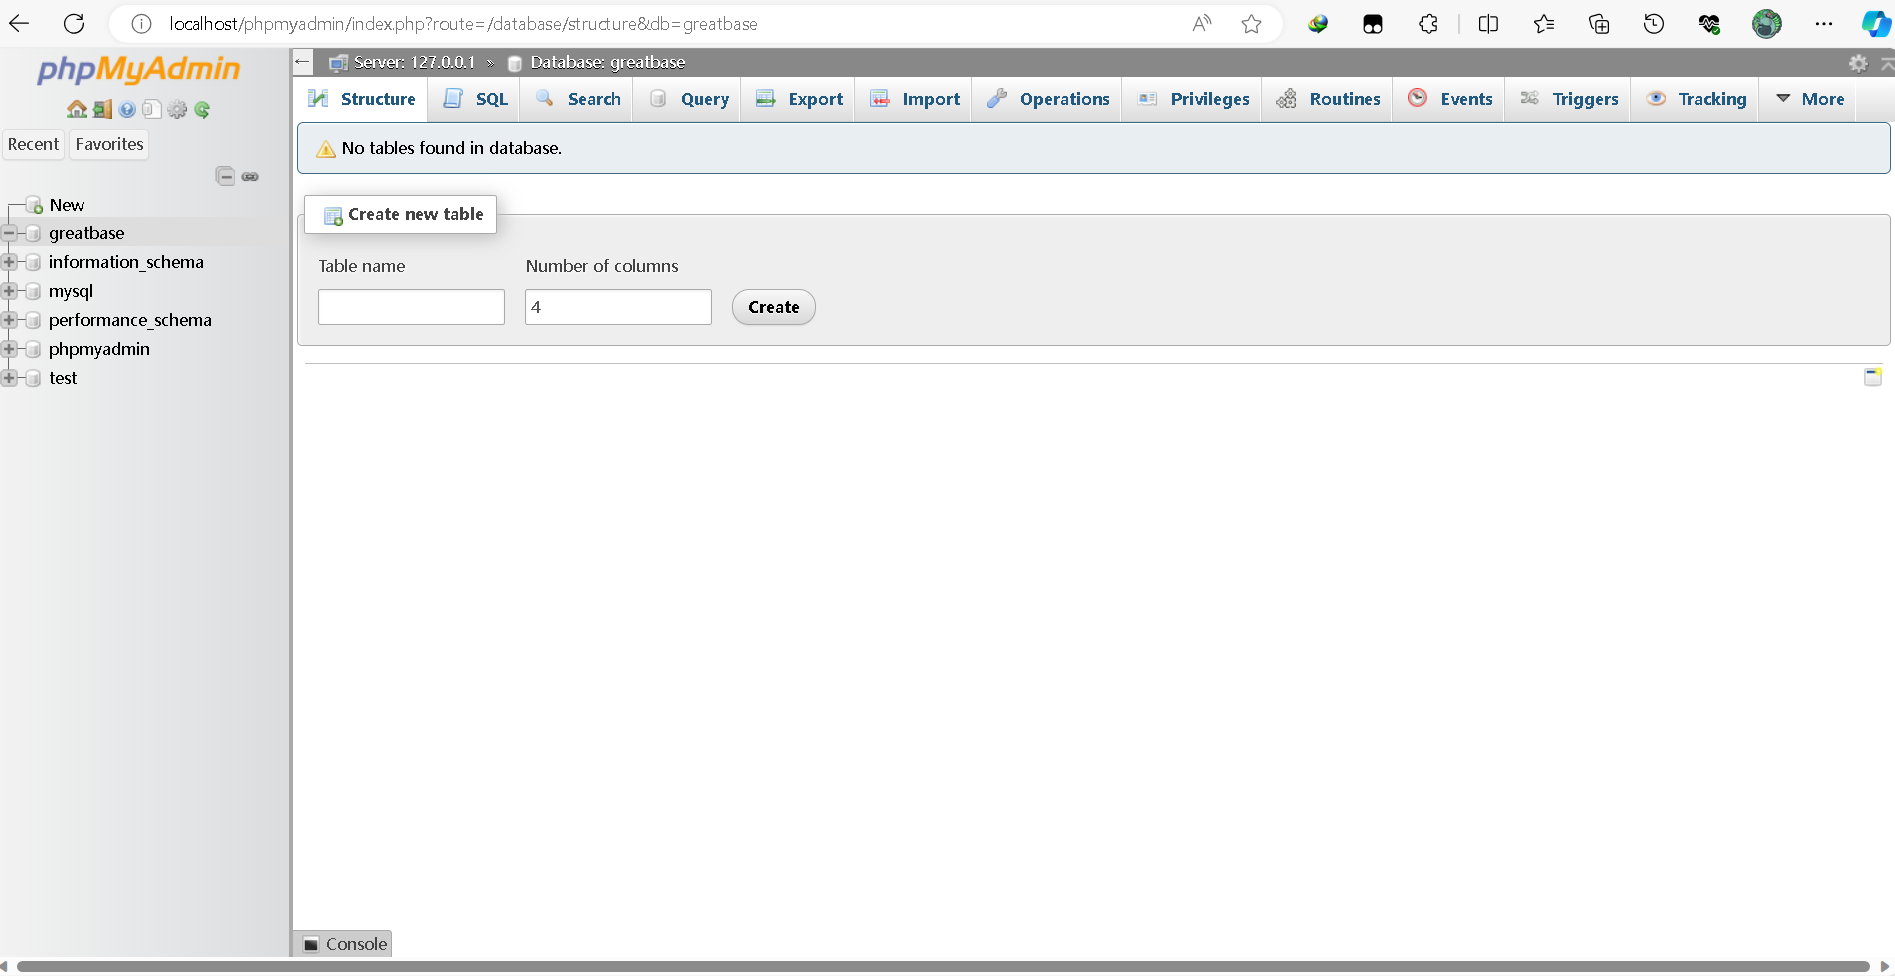 localhost/phpmyadmin/index.php?route=/database/structure&db=greatbase
phpMyAdmin
Recent Favorites
New
greatbase
information_schema
mysql
performance_schema
phpmyadmin
test
Server: 127.0.0.1 » Database: greatbase
Structure SQL Search Query Export Import Operations Privileges Routines Events Triggers Tracking More
No tables found in database.
Create new table
Table name Number of columns
4 Create
Console